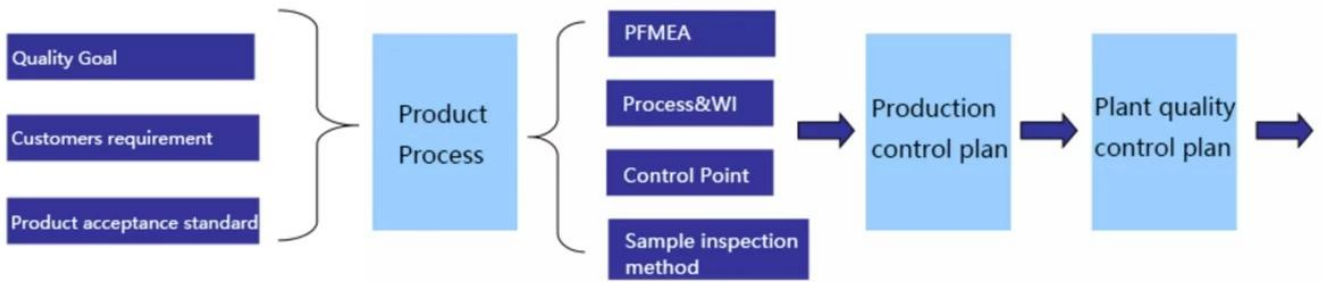 Quality Goal
Customers requirement
Product acceptance standard
Product
Process
PFMEA
Process&WI
Control Point
Sample inspection
method
Production
control plan
Plant quality
control plan